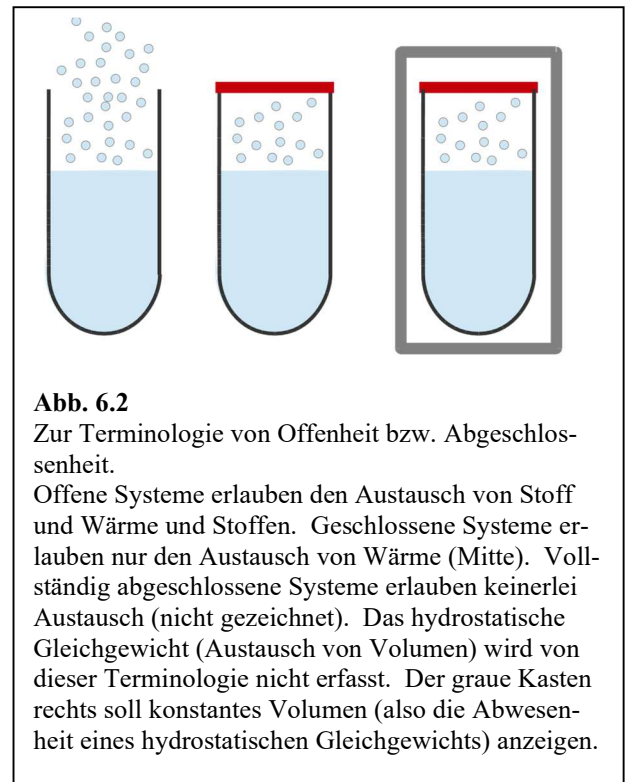 Abb. 6.2
Zur Terminologie von Offenheit bzw. Abgeschlos-
senheit.
Offene Systeme erlauben den Austausch von Stoff
und Wärme und Stoffen. Geschlossene Systeme er-
lauben nur den Austausch von Wärme (Mitte). Voll-
ständig abgeschlossene Systeme erlauben keinerlei
Austausch (nicht gezeichnet). Das hydrostatische
Gleichgewicht (Austausch von Volumen) wird von
dieser Terminologie nicht erfasst. Der graue Kasten
rechts soll konstantes Volumen (also die Abwesen-
heit eines hydrostatischen Gleichgewichts) anzeigen.